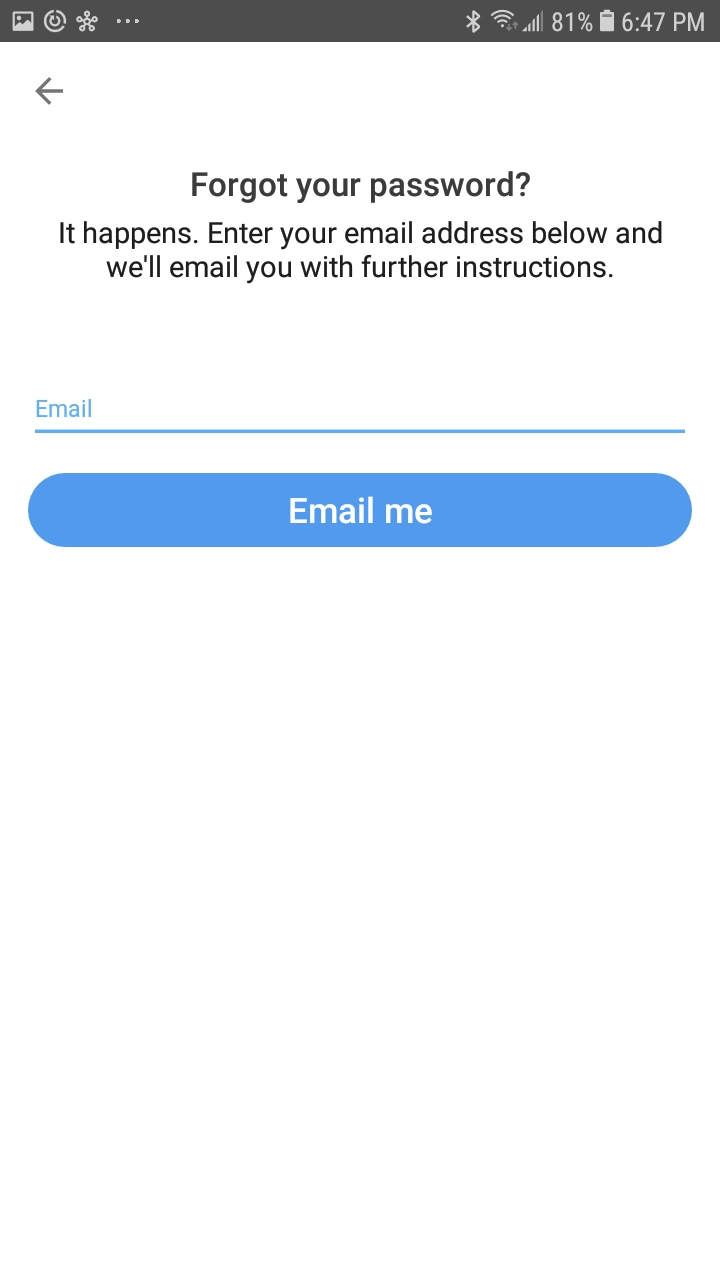 81% 6:47 PM
Forgot your password?
It happens. Enter your email address below and
we'll email you with further instructions.
Email
Email me